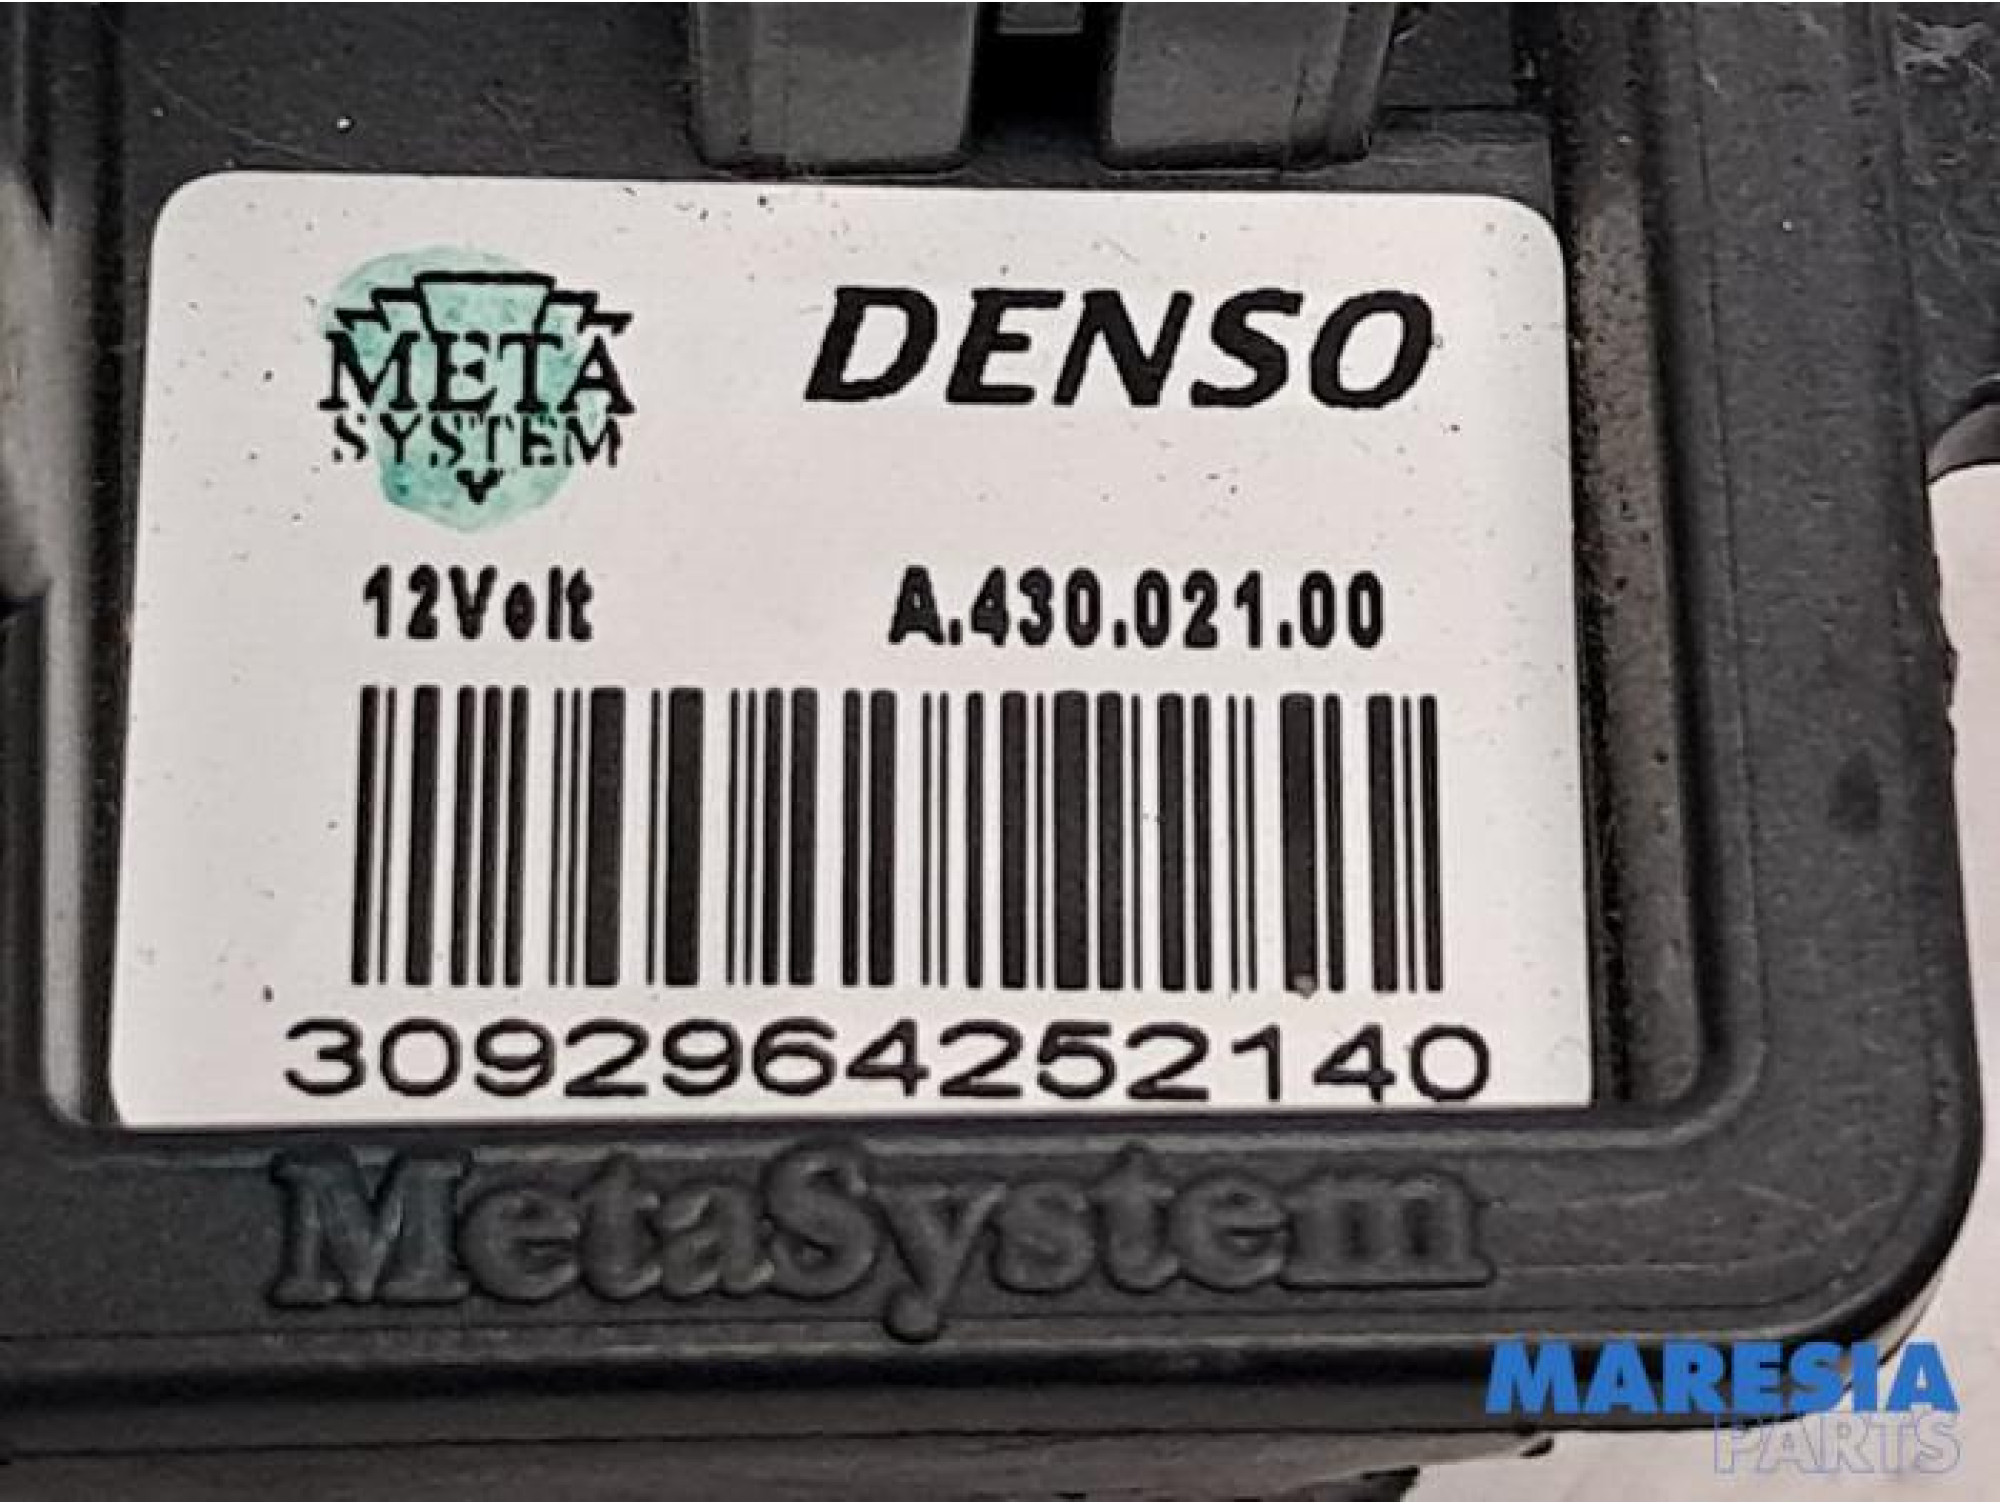 META
SYSTEM
DENSO
12Volt
A.430.021.00
3092964252140
MetaSystem
MARESIA
PARTS